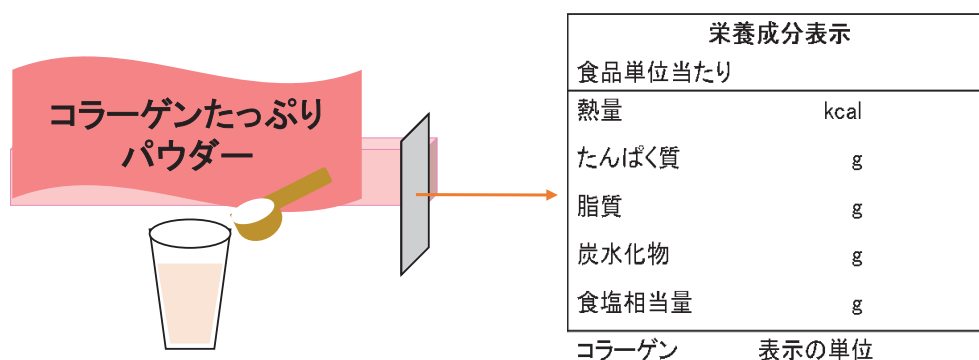 コラーゲンたっぷり
パウダー
栄養成分表示
食品単位当たり
熱量 kcal
たんぱく質 g
脂質 g
炭水化物 g
食塩相当量 g
コラーゲン 表示の単位